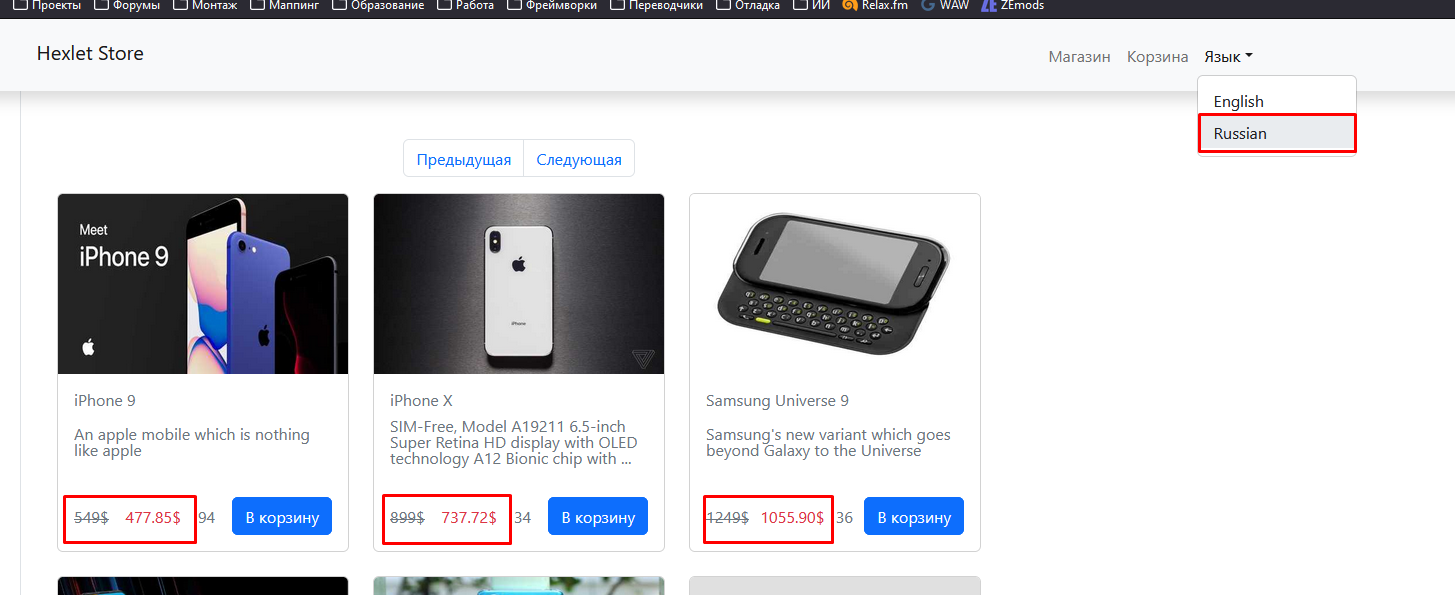 Проекты Форумы Монтаж Маппинг Образование Работа Фреймворки Переводчики Отладка ИИ Relax.fm WAW ZEmods
Hexlet Store
Магазин Корзина Язык
English
Russian
Предыдущая Следующая
Meet
iPhone 9
iPhone
iPhone 9
An apple mobile which is nothing
like apple
549$ 477.85$ 94 В корзину
iPhone X
SIM-Free, Model A19211 6.5-inch
Super Retina HD display with OLED
technology A12 Bionic chip with ...
899$ 737.72$ 34 В корзину
Samsung Universe 9
Samsung's new variant which goes
beyond Galaxy to the Universe
1249$ 1055.90$ 36 В корзину